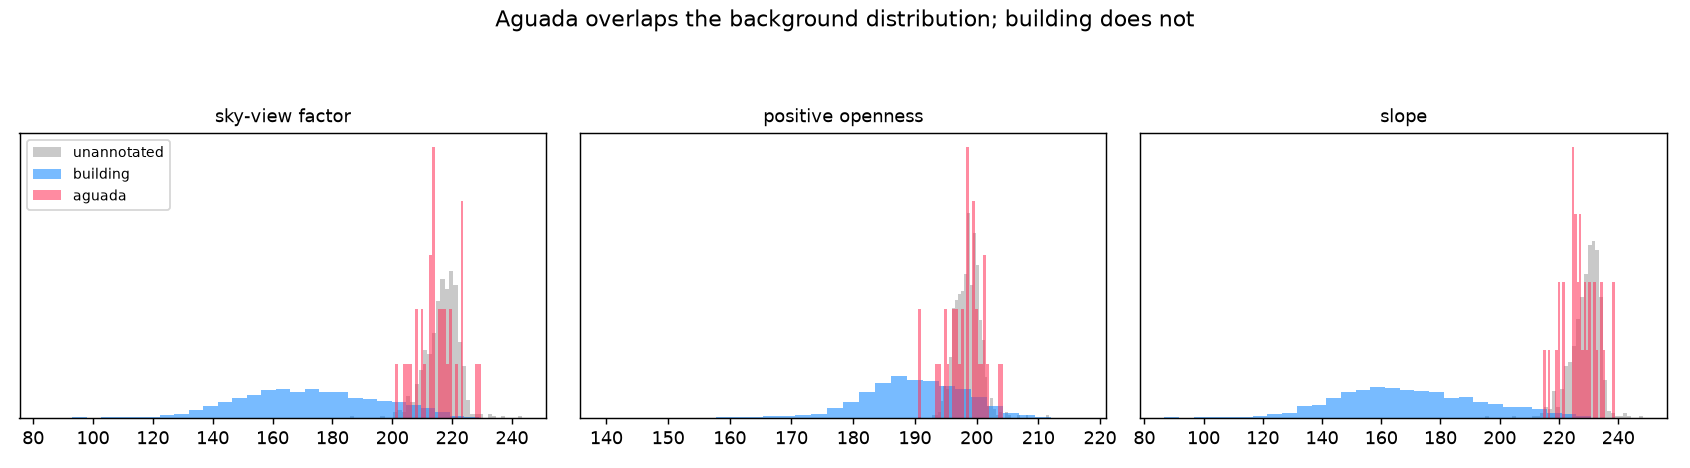 Aguada overlaps the background distribution; building does not
sky-view factor
positive openness
slope
unannotated
building
aguada
80 100 120 140 160 180 200 220 240
140 150 160 170 180 190 200 210 220
80 100 120 140 160 180 200 220 240